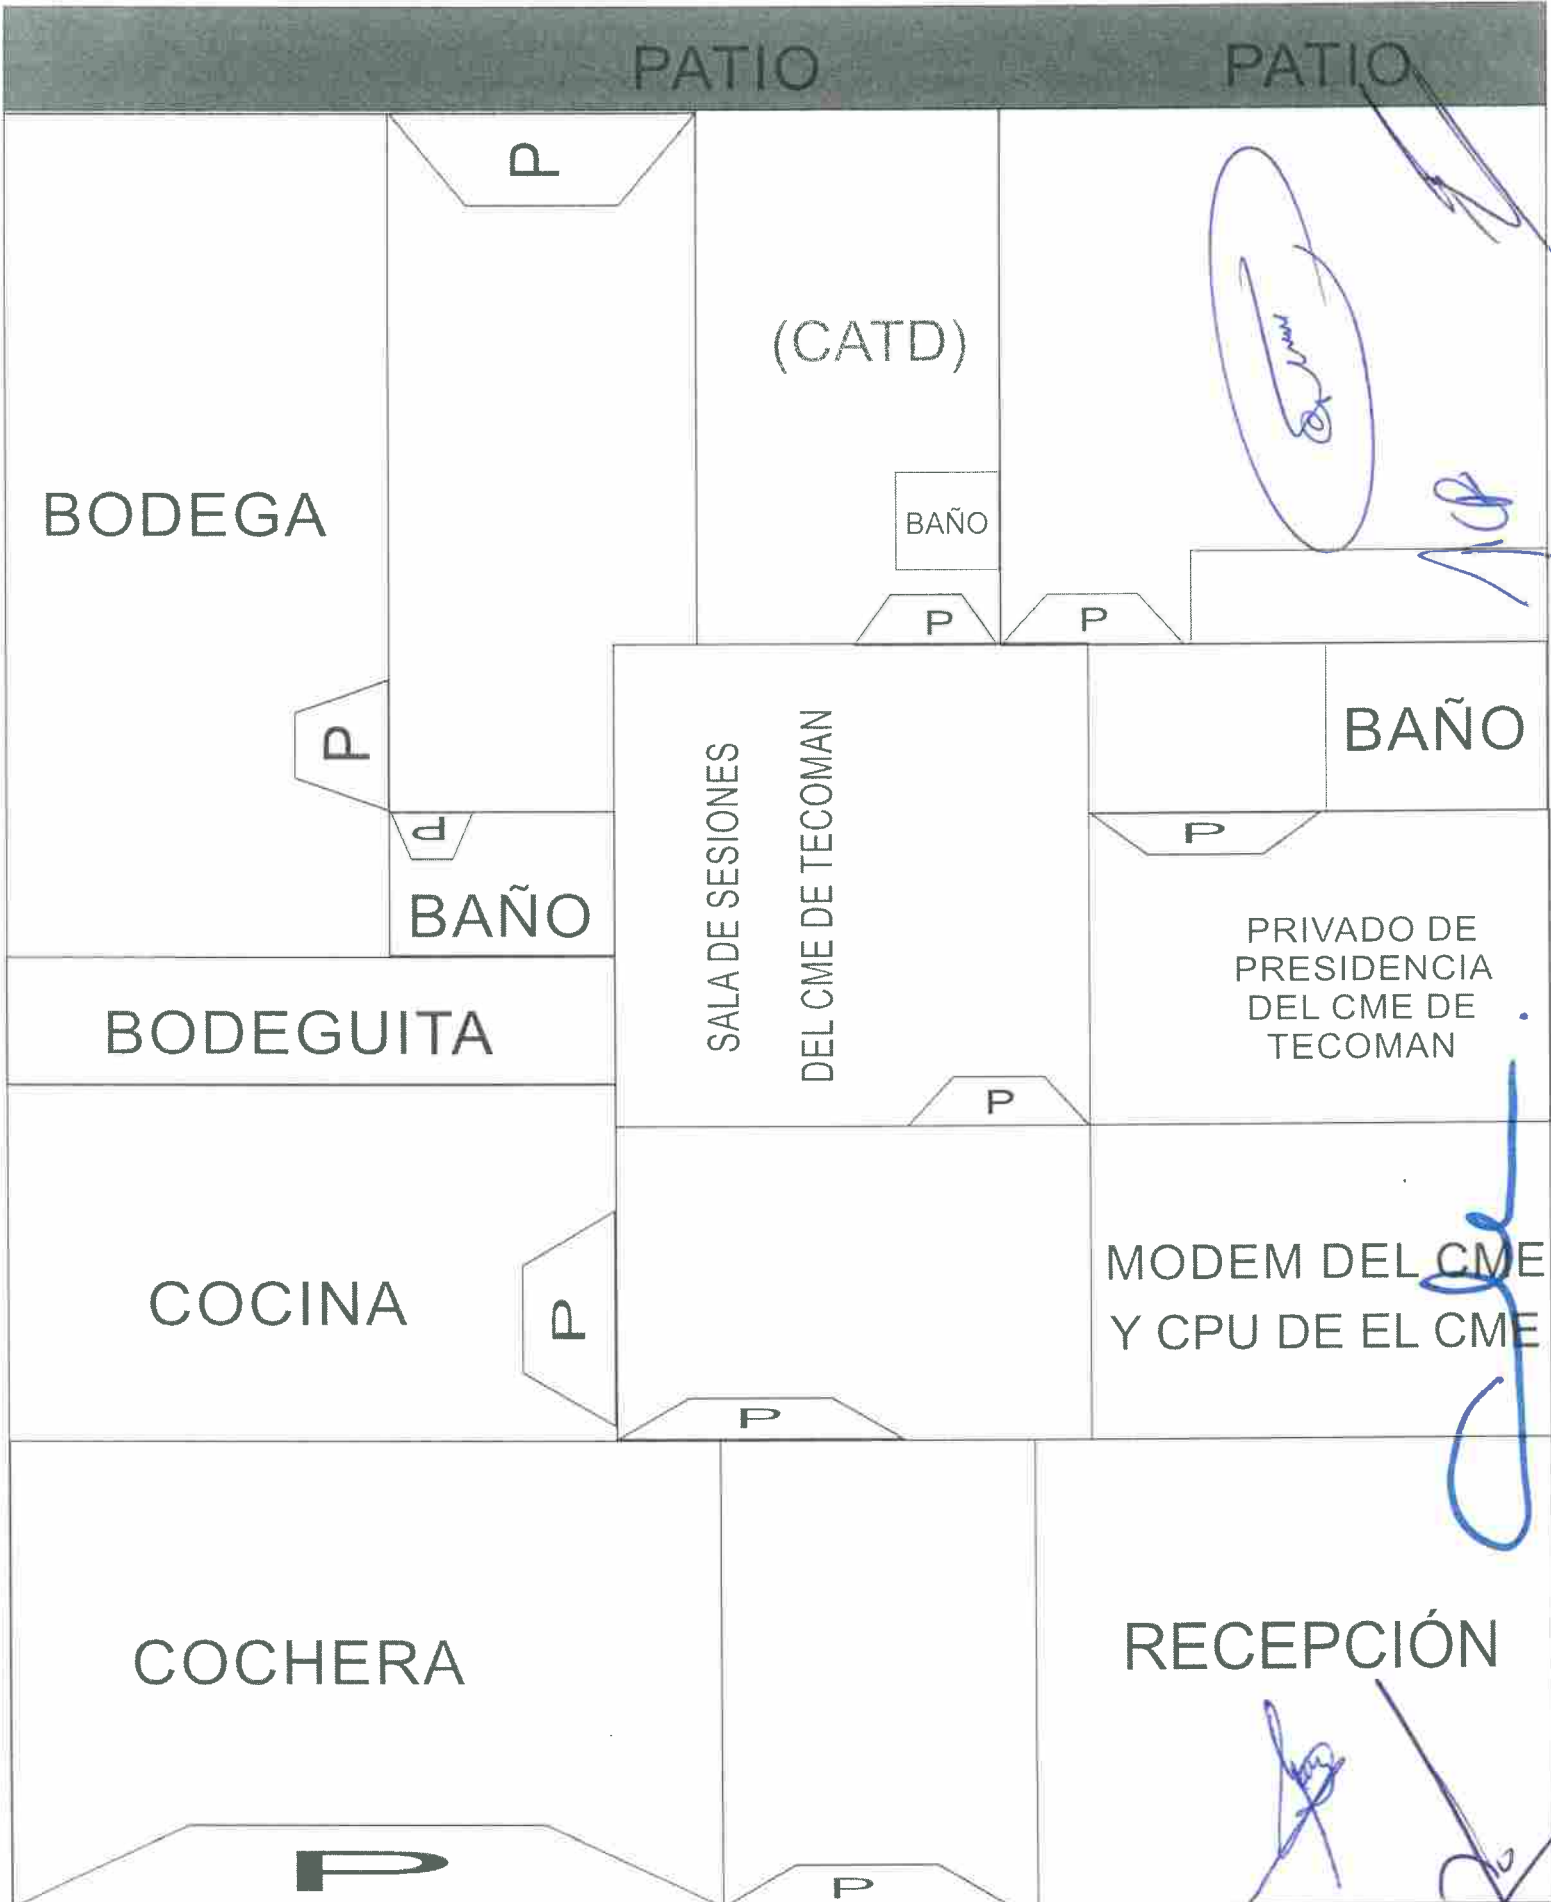 PATIO PATIO
P
(CATD)
BODEGA
BAÑO
P P
P
SALA DE SESIONES
DEL CME DE TECOMAN
BAÑO
P
P
BAÑO
PRIVADO DE
PRESIDENCIA
DEL CME DE
TECOMAN
BODEGUITA
P
COCINA
P
MODEM DEL CME
Y CPU DE EL CME
P
COCHERA
RECEPCIÓN
P
P